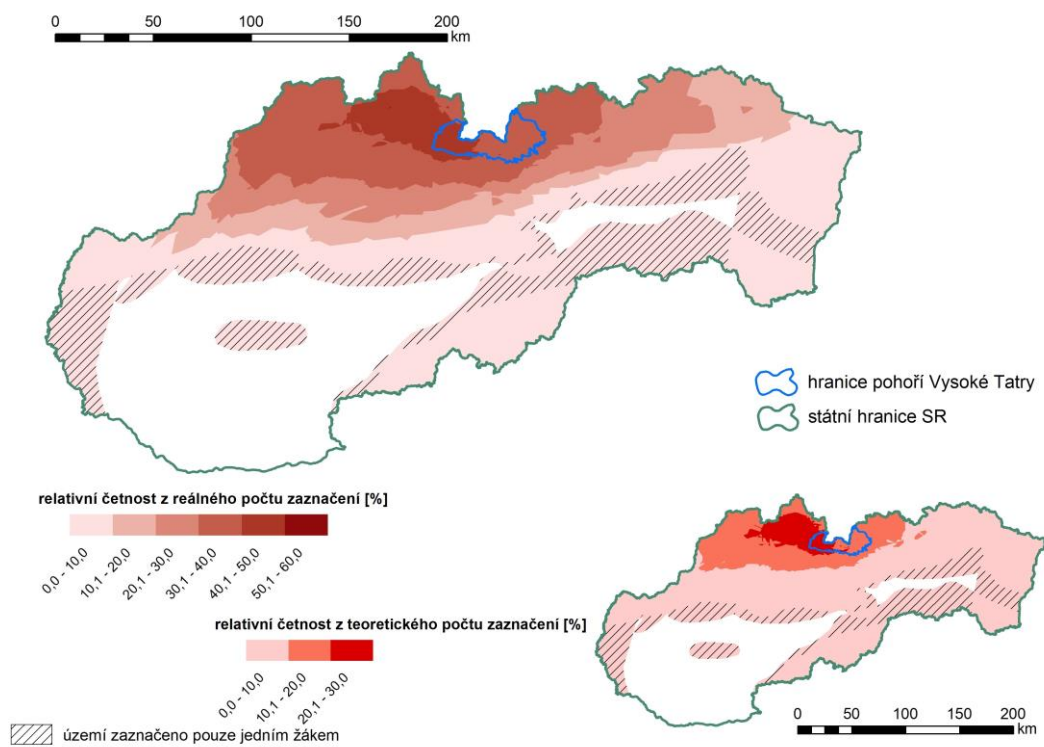 0 50 100 150 200
km
hranice pohoří Vysoké Tatry
státní hranice SR
relativní četnost z reálného počtu zaznačení [%]
0,0 - 10,0
10,1 - 20,0
20,1 - 30,0
30,1 - 40,0
40,1 - 50,0
50,1 - 60,0
relativní četnost z teoretického počtu zaznačení [%]
0,0 - 10,0
10,1 - 20,0
20,1 - 30,0
území zaznačeno pouze jedním žákem
0 25 50 100 150 200
km